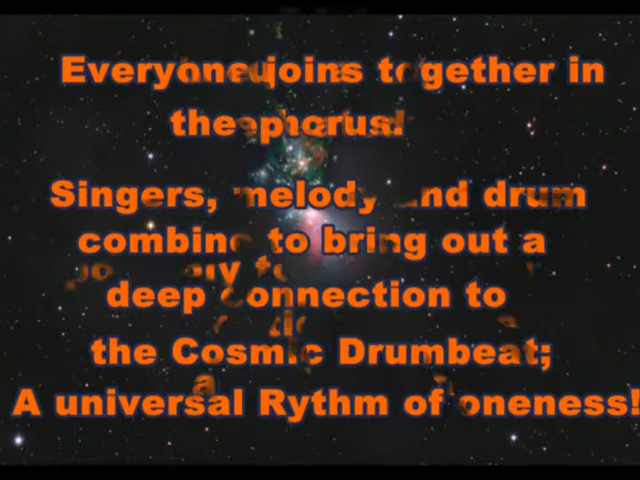 Everyone joins together in
the chorus!
Singers, melody and drum
combine to bring out a
deep connection to
the Cosmic Drumbeat;
A universal Rythm of oneness!